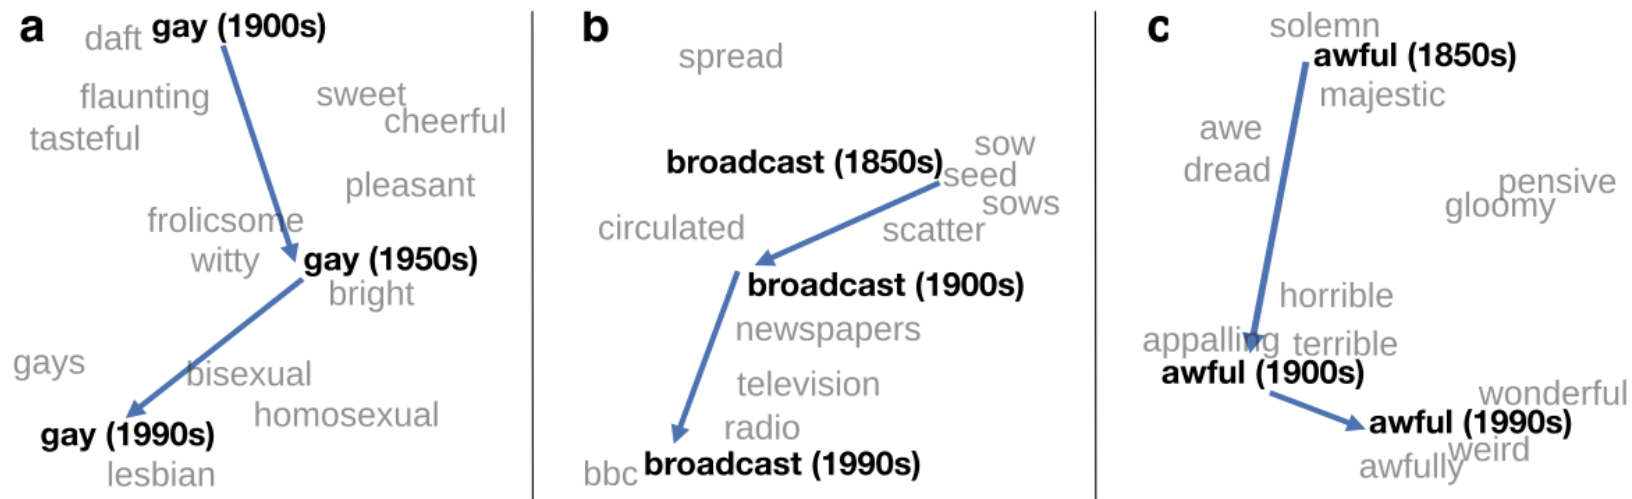 a
daft gay (1900s)
flaunting
sweet
cheerful
tasteful
pleasant
frolicsome
witty
gay (1950s)
bright
gays
bisexual
homosexual
gay (1990s)
lesbian
b
spread
sow
broadcast (1850s)
seed
sows
circulated
scatter
broadcast (1900s)
newspapers
television
radio
bbc broadcast (1990s)
c
solemn
awful (1850s)
majestic
awe
dread
pensive
gloomy
horrible
appalling terrible
awful (1900s)
wonderful
awful (1990s)
weird
awfully